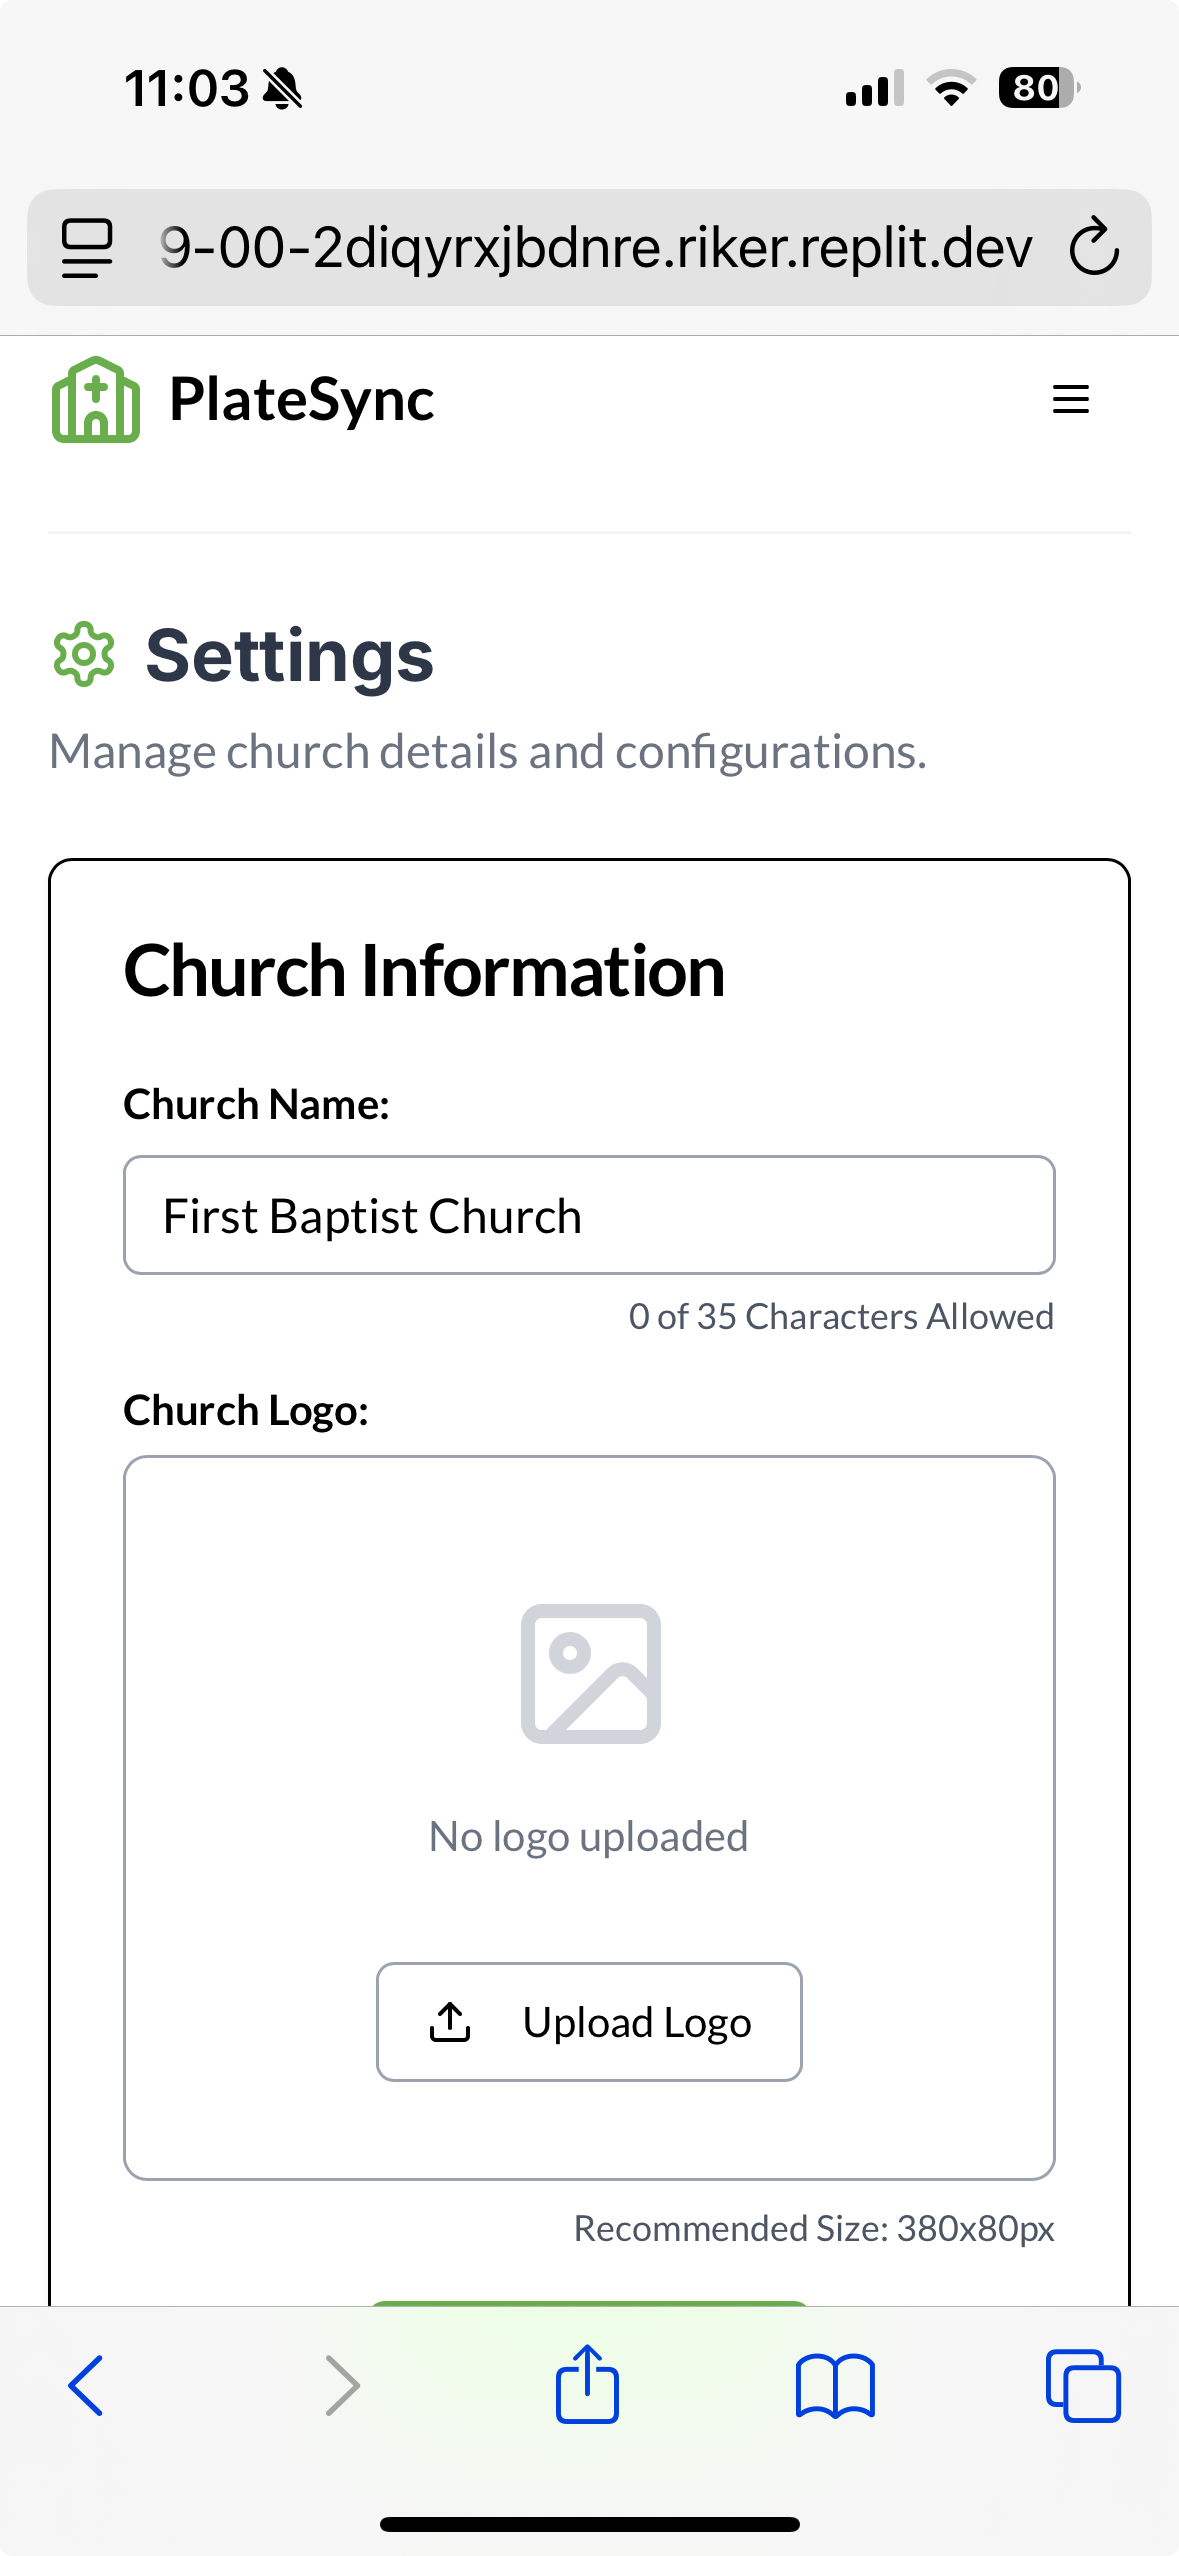 11:03
80
9-00-2diqyrxjbdnre.riker.replit.dev
PlateSync
Settings
Manage church details and configurations.
Church Information
Church Name:
First Baptist Church
0 of 35 Characters Allowed
Church Logo:
No logo uploaded
Upload Logo
Recommended Size: 380x80px